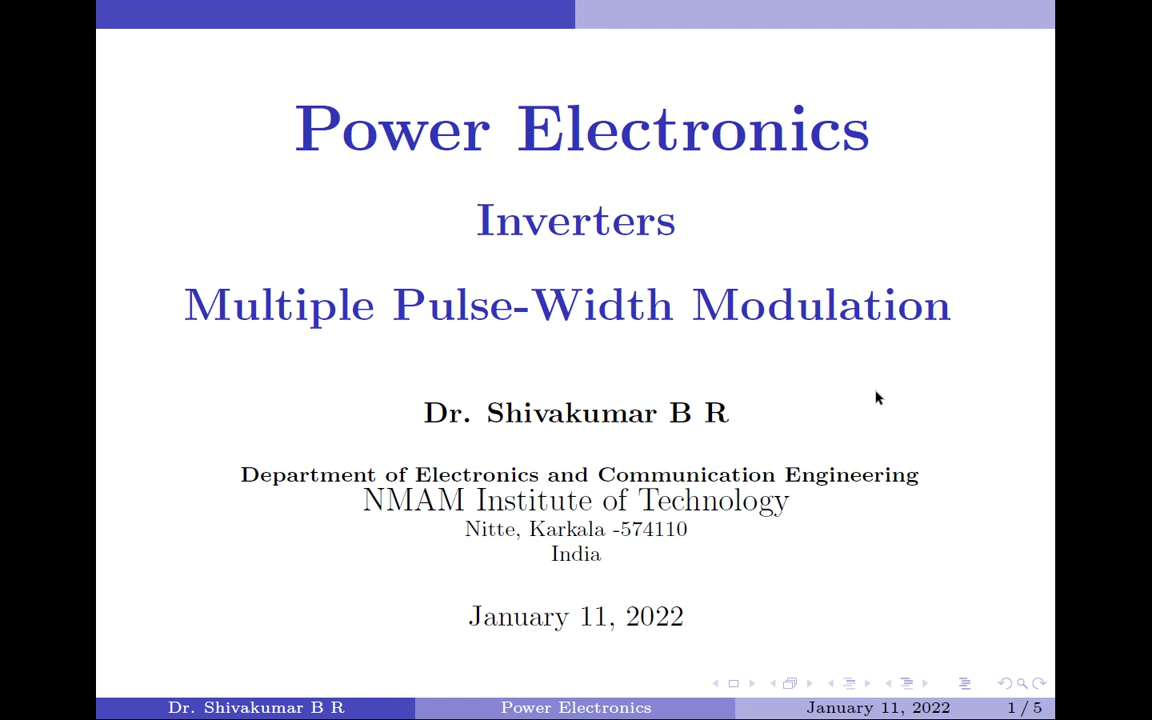 Power Electronics
Inverters
Multiple Pulse-Width Modulation
Dr. Shivakumar B R
Department of Electronics and Communication Engineering
NMAM Institute of Technology
Nitte, Karkala -574110
India
January 11, 2022
Dr. Shivakumar B R Power Electronics January 11, 2022 1 / 5